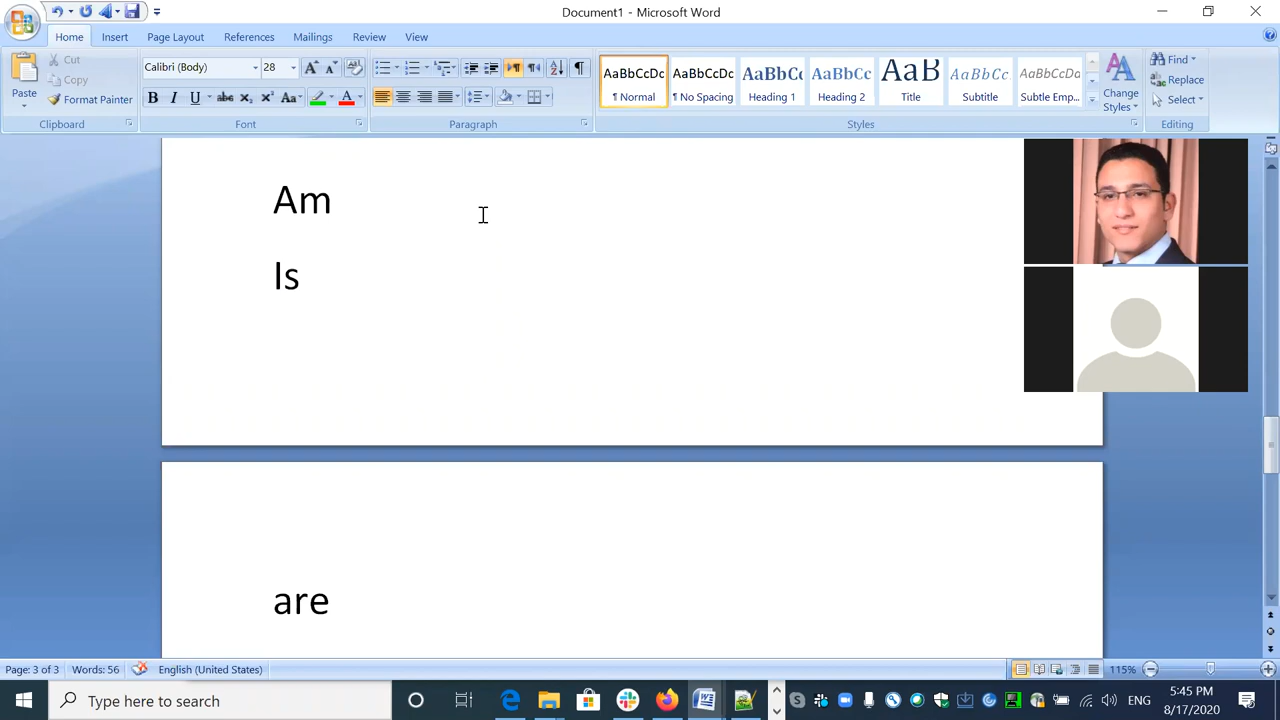 Document1 - Microsoft Word
Home Insert Page Layout References Mailings Review View
Cut
Copy
Format Painter
Paste
Clipboard
Calibri (Body) 28
Font
Paragraph
AaBbCcDc AaBbCcDc AaBbCc AaBbCc AaB AaBbCc AaBbCcDa
¶ Normal ¶ No Spacing Heading 1 Heading 2 Title Subtitle Subtle Emp...
Change
Styles
Styles
Find
Replace
Select
Editing
Am
Is
are
Page: 3 of 3 Words: 56 English (United States) 115%
Type here to search
ENG
5:45 PM
8/17/2020